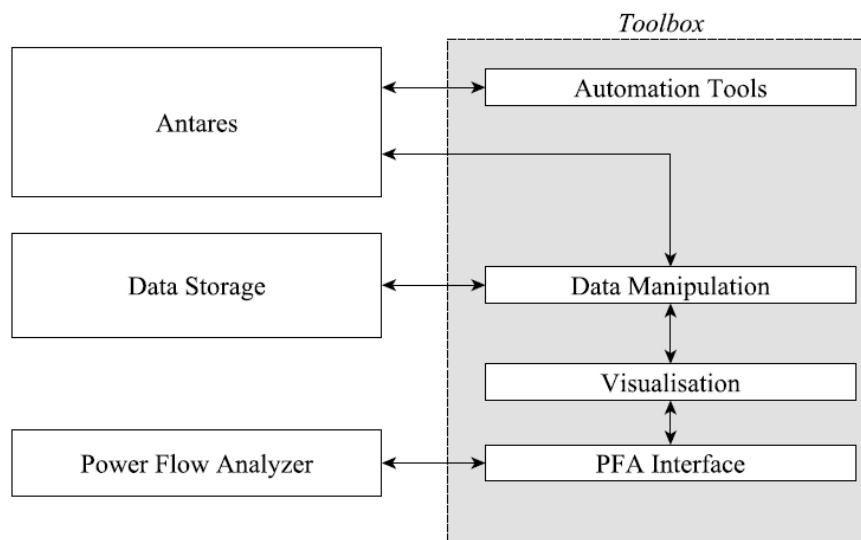 Toolbox
Antares
Automation Tools
Data Storage
Data Manipulation
Visualisation
Power Flow Analyzer
PFA Interface